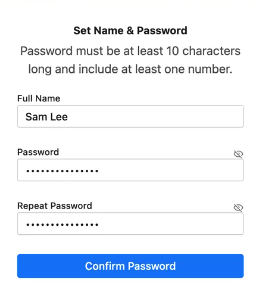 Set Name & Password
Password must be at least 10 characters
long and include at least one number.
Full Name
Sam Lee
Password
•••••••••••••••
Repeat Password
•••••••••••••••
Confirm Password